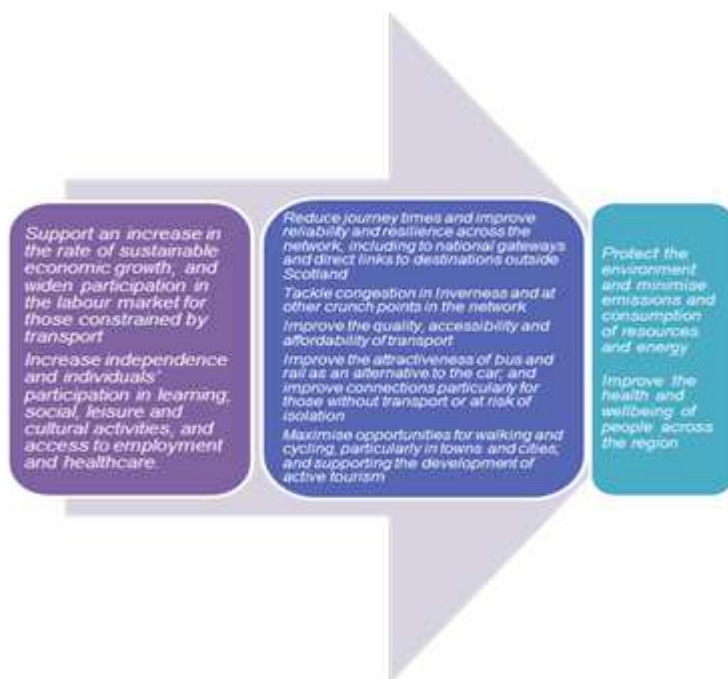 Support an increase in
the rate of sustainable
economic growth, and
widen participation in
the labour market for
those constrained by
transport
Increase independence
and individuals'
participation in learning,
social, leisure and
cultural activities, and
access to employment
and healthcare.
Reduce journey times and improve
reliability and resilience across
the network, including to national gateways
and direct links to destinations outside
Scotland
Tackle congestion in Inverness and at
other crunch points in the network
Improve the quality, accessibility and
affordability of transport
Improve the attractiveness of bus and
rail as an alternative to the car, and
improve connections particularly for
those without transport or at risk of
isolation
Maximise opportunities for walking and
cycling, particularly in towns and cities;
and supporting the development of
active tourism
Protect the
environment
and minimise
emissions and
consumption
of resources
and energy
Improve the
health and
wellbeing of
people across
the region